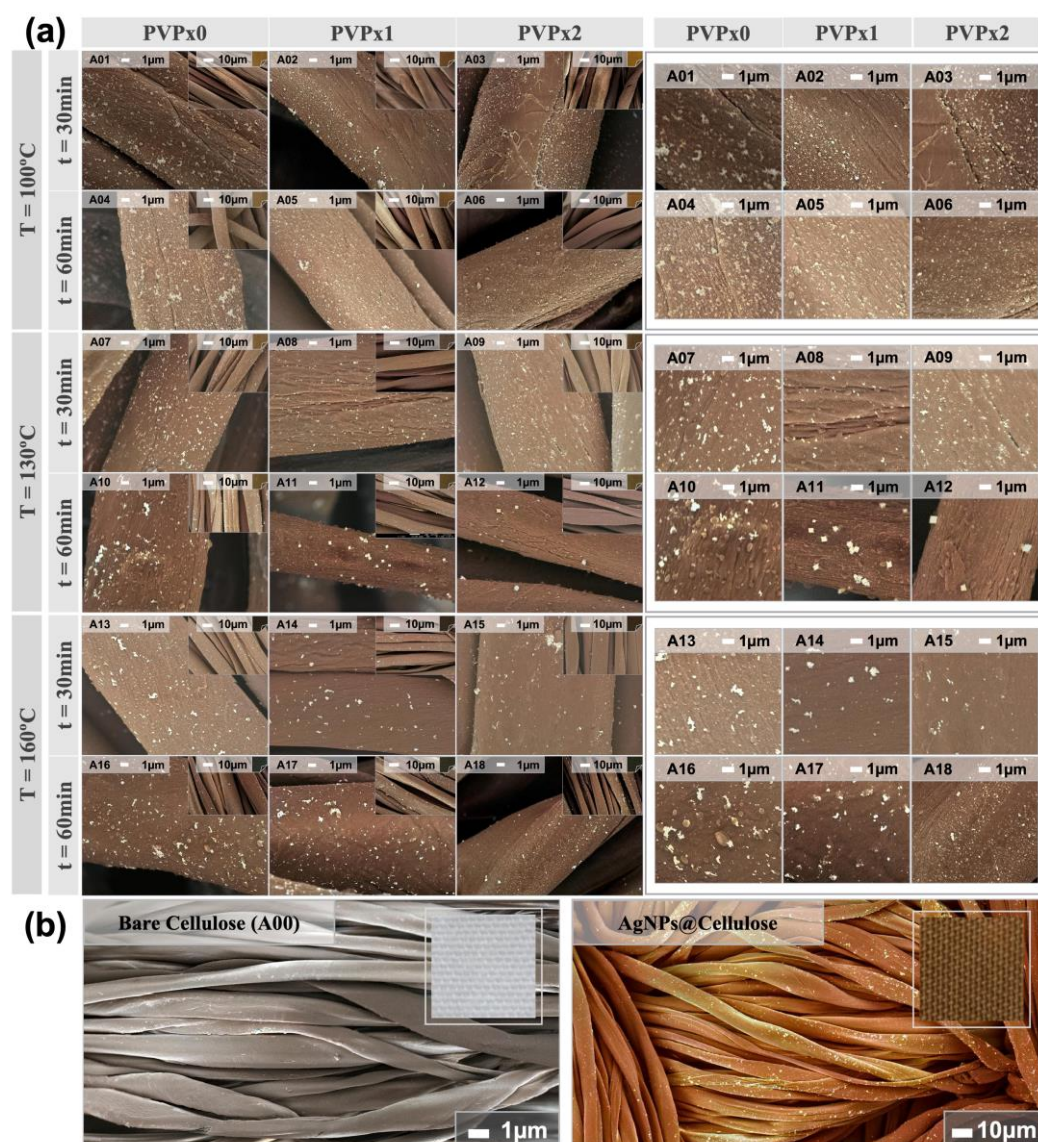 (a)
PVPx0 PVPx1 PVPx2 PVPx0 PVPx1 PVPx2
T = 100ºC
t = 30min
A01 1µm 10µm A02 1µm 10µm A03 1µm 10µm
A01 1µm A02 1µm A03 1µm
t = 60min
A04 1µm 10µm A05 1µm 10µm A06 1µm 10µm
A04 1µm A05 1µm A06 1µm
T = 130ºC
t = 30min
A07 1µm 10µm A08 1µm 10µm A09 1µm 10µm
A07 1µm A08 1µm A09 1µm
t = 60min
A10 1µm 10µm A11 1µm 10µm A12 1µm 10µm
A10 1µm A11 1µm A12 1µm
T = 160ºC
t = 30min
A13 1µm 10µm A14 1µm 10µm A15 1µm 10µm
A13 1µm A14 1µm A15 1µm
t = 60min
A16 1µm 10µm A17 1µm 10µm A18 1µm 10µm
A16 1µm A17 1µm A18 1µm
(b)
Bare Cellulose (A00)
1µm
AgNPs@Cellulose
10µm